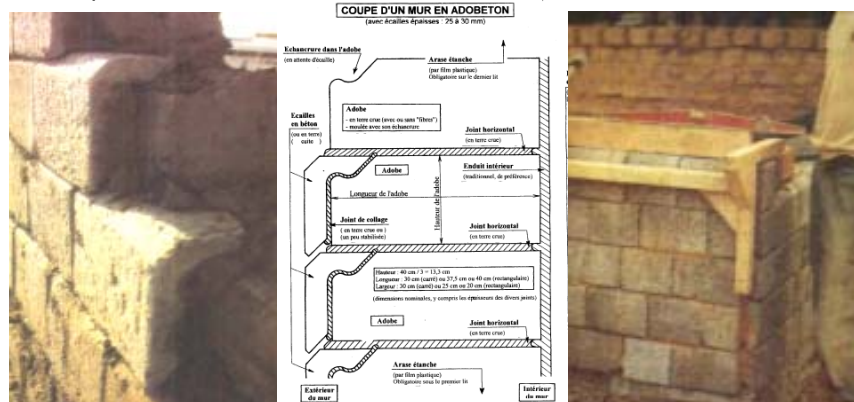 COUPE D'UN MUR EN ADOBETON
(avec écailles épaisses : 25 à 30 mm)
Echancrure dans l'adobe
(en attente d'écaille)
Arase étanche
(par film plastique)
Obligatoire sur le dernier lit
Adobe
- en terre crue (avec ou sans "fibres")
- moulée avec son échancrure
Ecailles
en béton
(ou en terre)
( cuite )
Joint horizontal
(en terre crue)
Adobe
Enduit intérieur
(traditionnel, de préférence)
Longueur de l'adobe
Hauteur de l'adobe
Joint de collage
( en terre crue ou )
(un peu stabilisée)
Joint horizontal
(en terre crue)
Hauteur : 40 cm / 3 = 13,3 cm
Longueur : 30 cm (carré) ou 37,5 cm ou 40 cm (rectangulaire)
Largeur : 30 cm (carré) ou 25 cm ou 20 cm (rectangulaire)
(dimensions nominales, y compris les épaisseurs des divers joints)
Adobe
Joint horizontal
(en terre crue)
Arase étanche
(par film plastique)
Obligatoire sous le premier lit
Extérieur
du mur
Intérieur
du mur